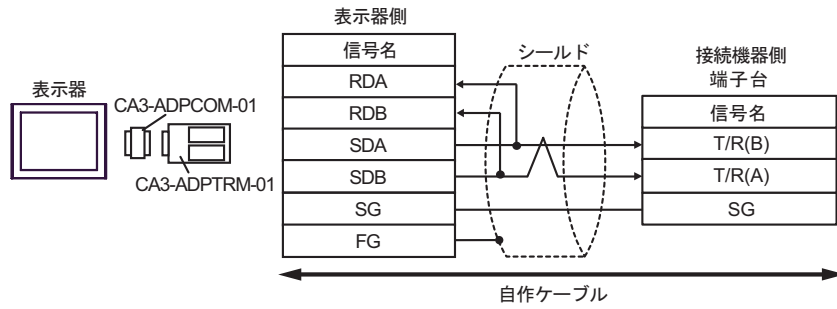 表示器
CA3-ADPCOM-01
CA3-ADPTRM-01
表示器側
信号名
RDA
RDB
SDA
SDB
SG
FG
シールド
接続機器側
端子台
信号名
T/R(B)
T/R(A)
SG
自作ケーブル